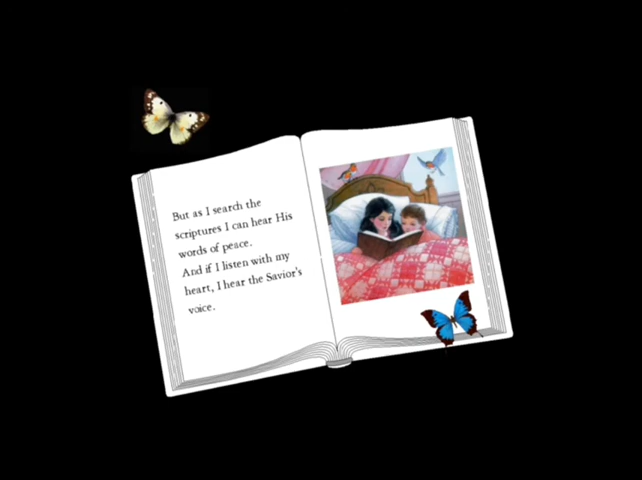 But as I search the
scriptures I can hear His
words of peace.
And if I listen with my
heart, I hear the Savior's
voice.